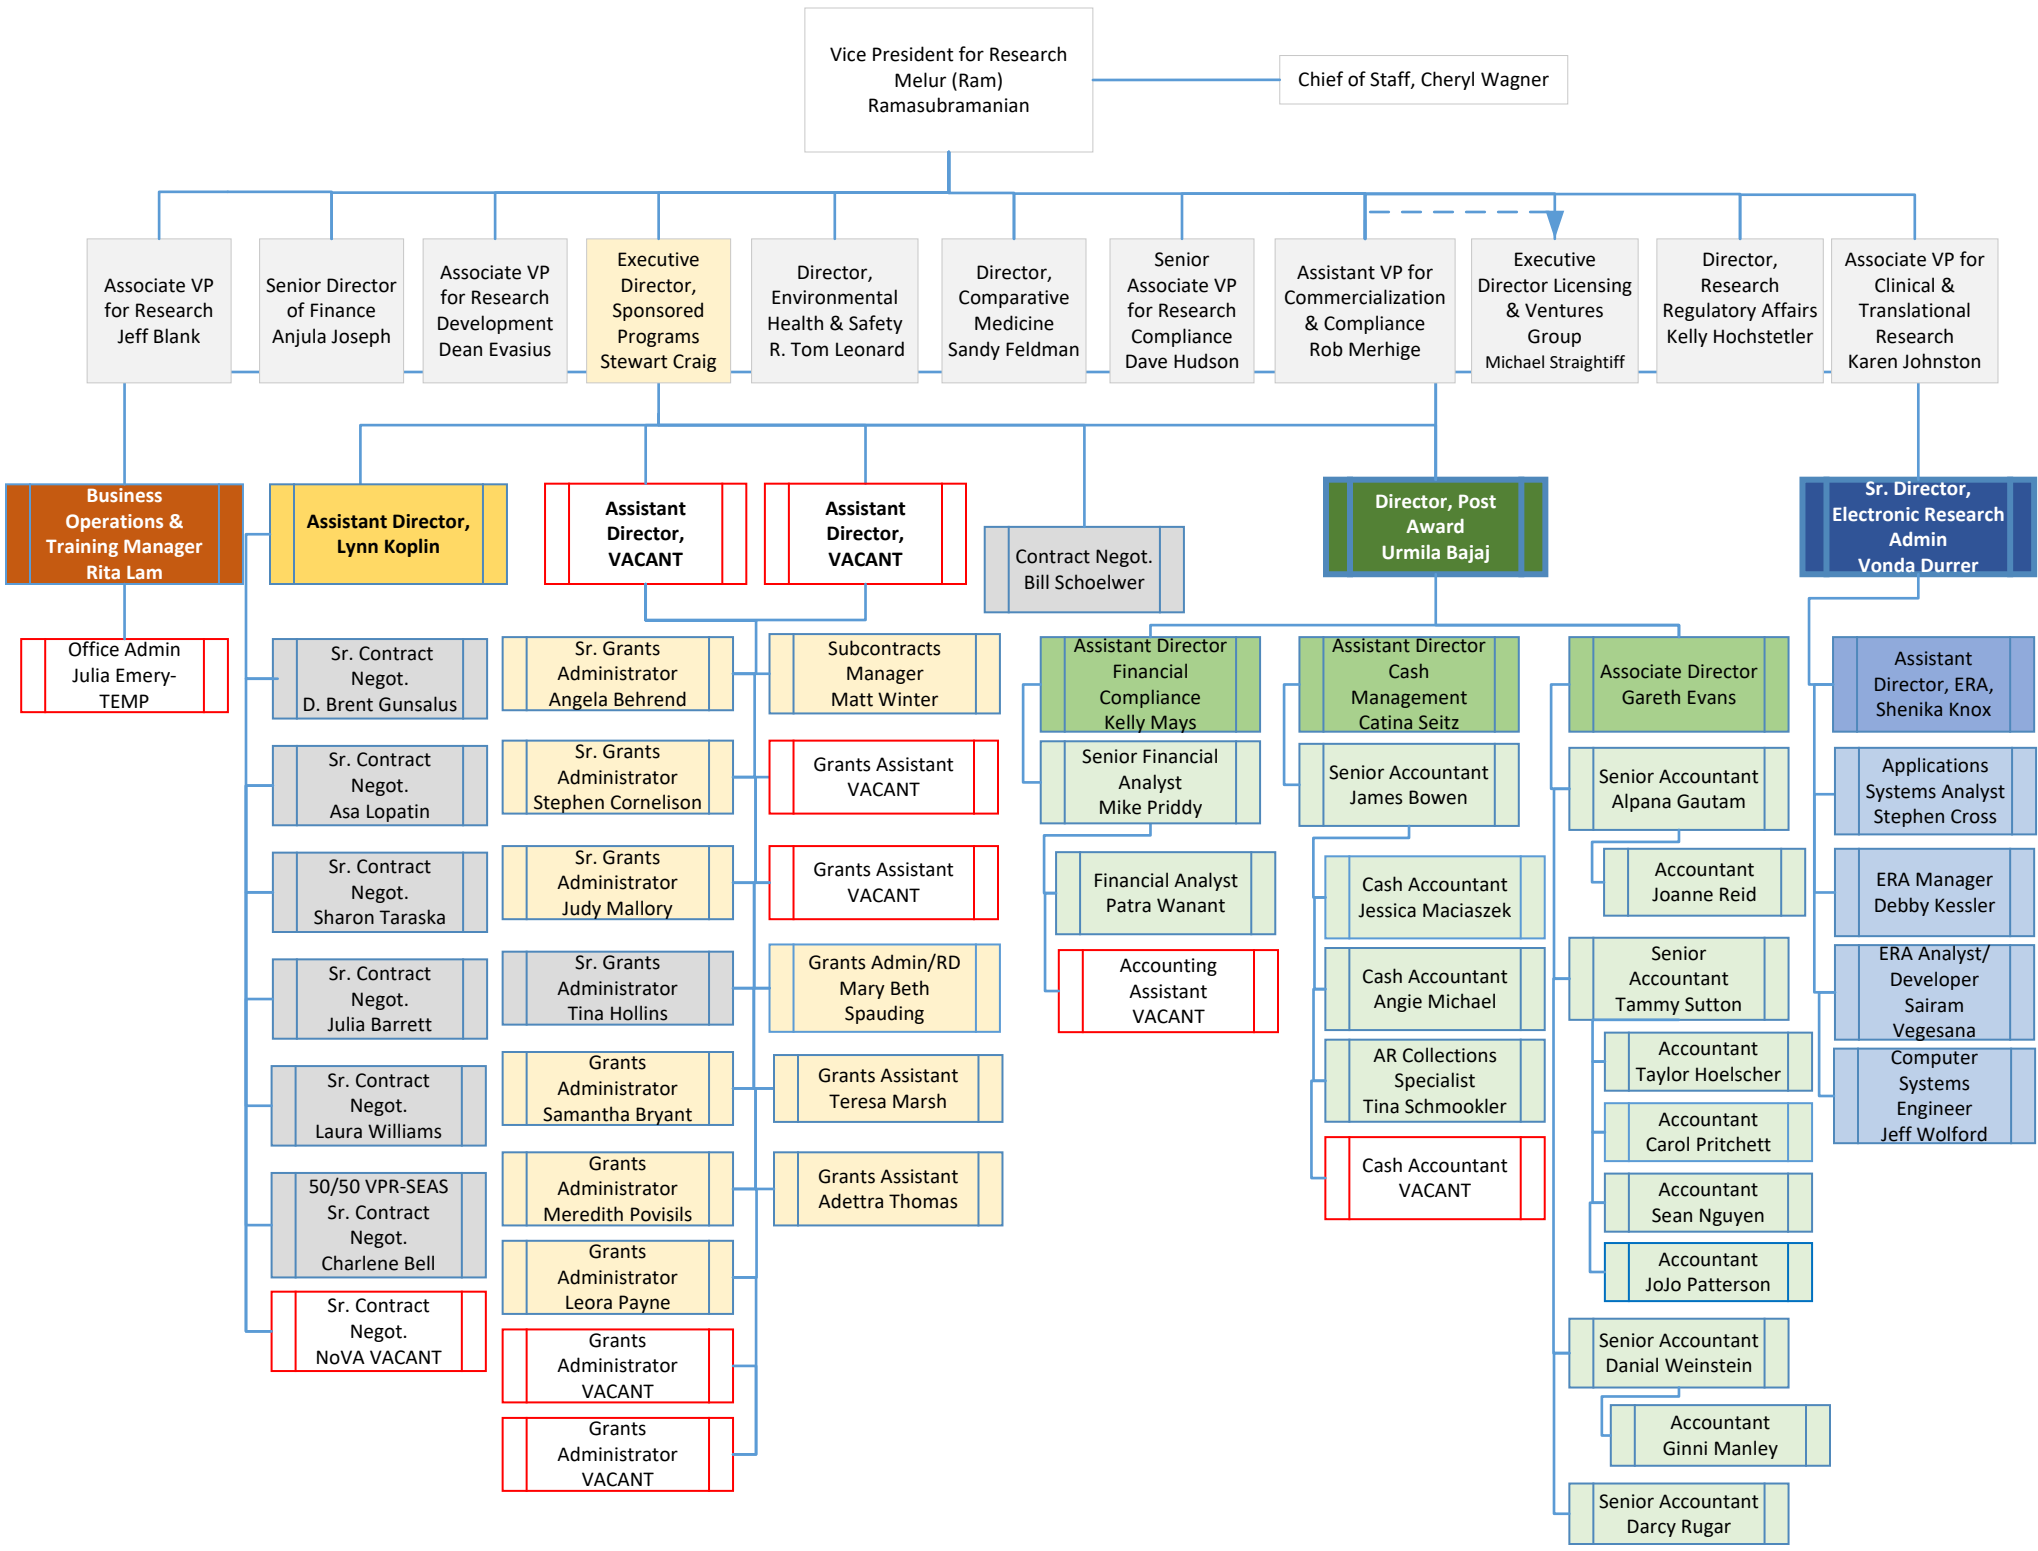 Vice President for Research
Melur (Ram)
Ramasubramanian
Chief of Staff, Cheryl Wagner
Associate VP
for Research
Jeff Blank
Senior Director
of Finance
Anjula Joseph
Associate VP
for Research
Development
Dean Evasius
Executive
Director,
Sponsored
Programs
Stewart Craig
Director,
Environmental
Health & Safety
R. Tom Leonard
Director,
Comparative
Medicine
Sandy Feldman
Senior
Associate VP
for Research
Compliance
Dave Hudson
Assistant VP for
Commercialization
& Compliance
Rob Merhige
Executive
Director Licensing
& Ventures
Group
Michael Straightiff
Director,
Research
Regulatory Affairs
Kelly Hochstetler
Associate VP for
Clinical &
Translational
Research
Karen Johnston
Business
Operations &
Training Manager
Rita Lam
Assistant Director,
Lynn Koplin
Assistant
Director,
VACANT
Assistant
Director,
VACANT
Contract Negot.
Bill Schoelwer
Director, Post
Award
Urmila Bajaj
Sr. Director,
Electronic Research
Admin
Vonda Durrer
Office Admin
Julia Emery-
TEMP
Sr. Contract
Negot.
D. Brent Gunsalus
Sr. Contract
Negot.
Asa Lopatin
Sr. Contract
Negot.
Sharon Taraska
Sr. Contract
Negot.
Julia Barrett
Sr. Contract
Negot.
Laura Williams
50/50 VPR-SEAS
Sr. Contract
Negot.
Charlene Bell
Sr. Contract
Negot.
NoVA VACANT
Sr. Grants
Administrator
Angela Behrend
Sr. Grants
Administrator
Stephen Cornelison
Sr. Grants
Administrator
Judy Mallory
Sr. Grants
Administrator
Tina Hollins
Grants
Administrator
Samantha Bryant
Grants
Administrator
Meredith Povisils
Grants
Administrator
Leora Payne
Grants
Administrator
VACANT
Grants
Administrator
VACANT
Subcontracts
Manager
Matt Winter
Grants Assistant
VACANT
Grants Assistant
VACANT
Grants Admin/RD
Mary Beth
Spauding
Grants Assistant
Teresa Marsh
Grants Assistant
Adettra Thomas
Assistant Director
Financial
Compliance
Kelly Mays
Senior Financial
Analyst
Mike Priddy
Financial Analyst
Patra Wanant
Accounting
Assistant
VACANT
Assistant Director
Cash
Management
Catina Seitz
Senior Accountant
James Bowen
Cash Accountant
Jessica Maciaszek
Cash Accountant
Angie Michael
AR Collections
Specialist
Tina Schmookler
Cash Accountant
VACANT
Associate Director
Gareth Evans
Senior Accountant
Alpana Gautam
Accountant
Joanne Reid
Senior
Accountant
Tammy Sutton
Accountant
Taylor Hoelscher
Accountant
Carol Pritchett
Accountant
Sean Nguyen
Accountant
JoJo Patterson
Senior Accountant
Danial Weinstein
Accountant
Ginni Manley
Senior Accountant
Darcy Rugar
Assistant
Director, ERA,
Shenika Knox
Applications
Systems Analyst
Stephen Cross
ERA Manager
Debby Kessler
ERA Analyst/
Developer
Sairam
Vegesana
Computer
Systems
Engineer
Jeff Wolford